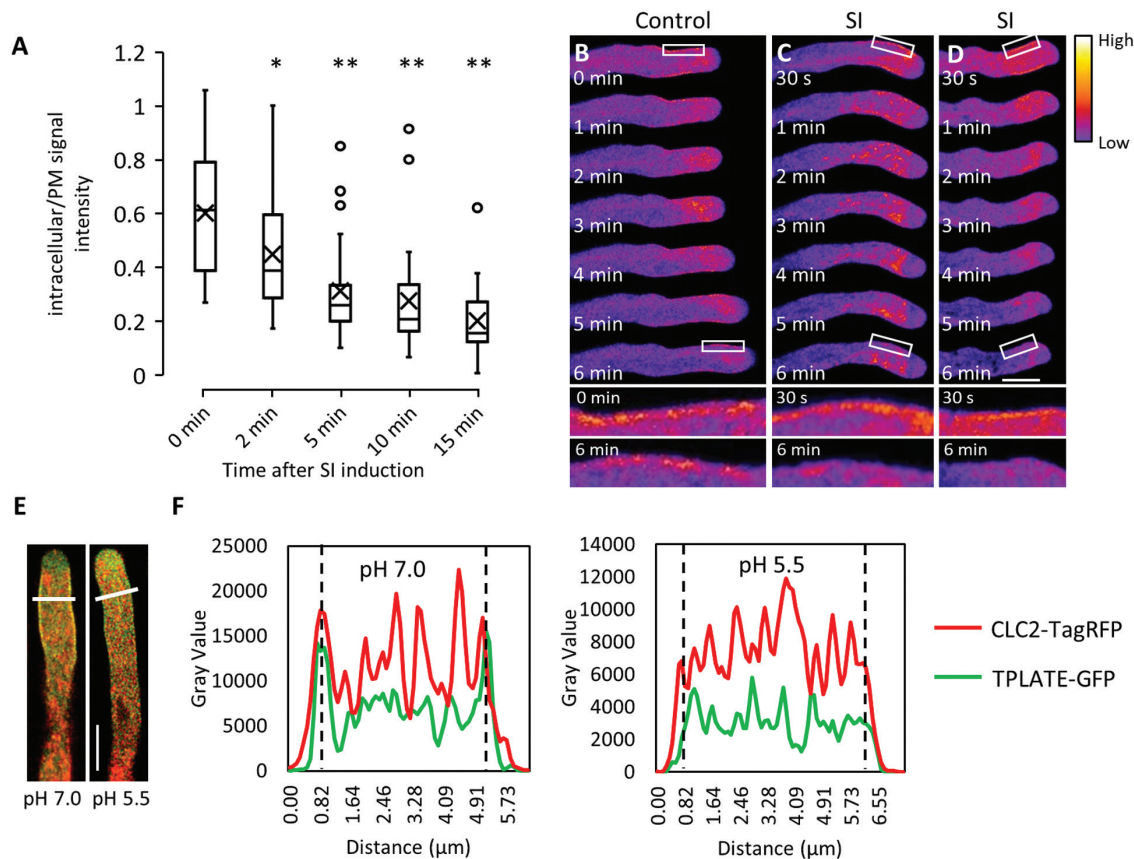 A
1.2
1
0.8
0.6
0.4
0.2
0
intracellular/PM signal
intensity
*
**
**
**
0 min
2 min
5 min
10 min
15 min
Time after SI induction
Control
SI
SI
B
0 min
1 min
2 min
3 min
4 min
5 min
6 min
0 min
6 min
C
30 s
1 min
2 min
3 min
4 min
5 min
6 min
30 s
6 min
D
30 s
1 min
2 min
3 min
4 min
5 min
6 min
30 s
6 min
High
Low
E
pH 7.0
pH 5.5
F
25000
20000
15000
10000
5000
0
Gray Value
pH 7.0
0.00
0.82
1.64
2.46
3.28
4.09
4.91
5.73
Distance (µm)
14000
12000
10000
8000
6000
4000
2000
0
Gray Value
pH 5.5
0.00
0.82
1.64
2.46
3.28
4.09
4.91
5.73
6.55
Distance (µm)
CLC2-TagRFP
TPLATE-GFP